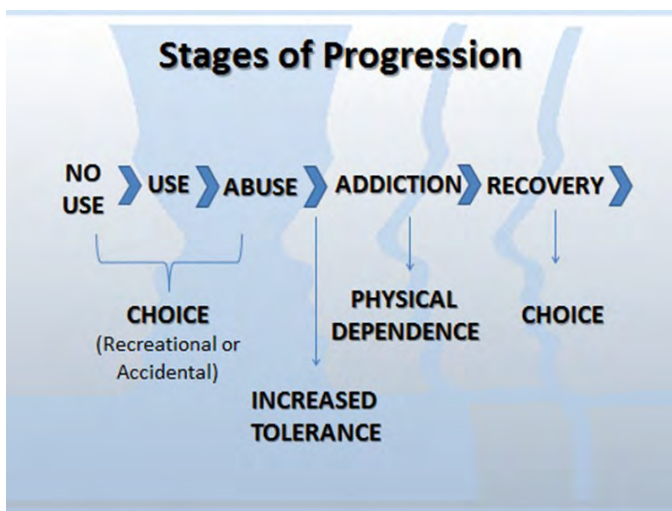 Stages of Progression
NO
USE
USE
ABUSE
ADDICTION
RECOVERY
CHOICE
(Recreational or
Accidental)
INCREASED
TOLERANCE
PHYSICAL
DEPENDENCE
CHOICE